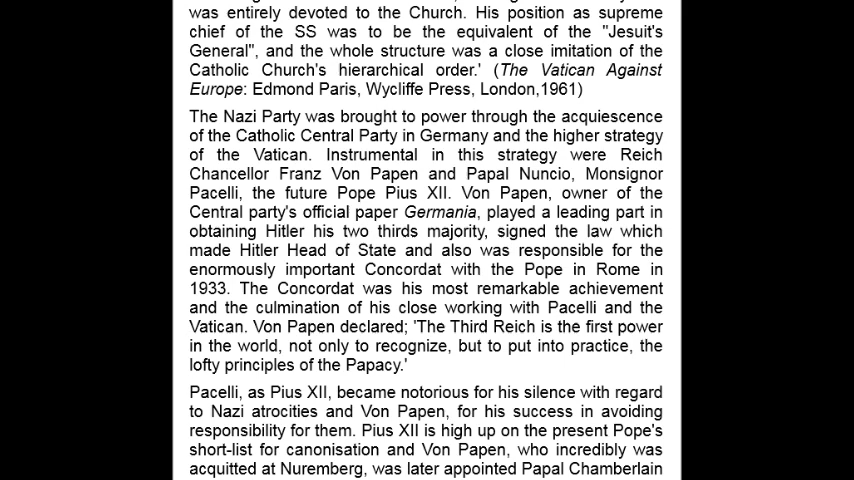 was entirely devoted to the Church. His position as supreme
chief of the SS was to be the equivalent of the "Jesuit's
General", and the whole structure was a close imitation of the
Catholic Church's hierarchical order.' (The Vatican Against
Europe: Edmond Paris, Wycliffe Press, London,1961)
The Nazi Party was brought to power through the acquiescence
of the Catholic Central Party in Germany and the higher strategy
of the Vatican. Instrumental in this strategy were Reich
Chancellor Franz Von Papen and Papal Nuncio, Monsignor
Pacelli, the future Pope Pius XII. Von Papen, owner of the
Central party's official paper Germania, played a leading part in
obtaining Hitler his two thirds majority, signed the law which
made Hitler Head of State and also was responsible for the
enormously important Concordat with the Pope in Rome in
1933. The Concordat was his most remarkable achievement
and the culmination of his close working with Pacelli and the
Vatican. Von Papen declared; 'The Third Reich is the first power
in the world, not only to recognize, but to put into practice, the
lofty principles of the Papacy.'
Pacelli, as Pius XII, became notorious for his silence with regard
to Nazi atrocities and Von Papen, for his success in avoiding
responsibility for them. Pius XII is high up on the present Pope's
short-list for canonisation and Von Papen, who incredibly was
acquitted at Nuremberg, was later appointed Papal Chamberlain